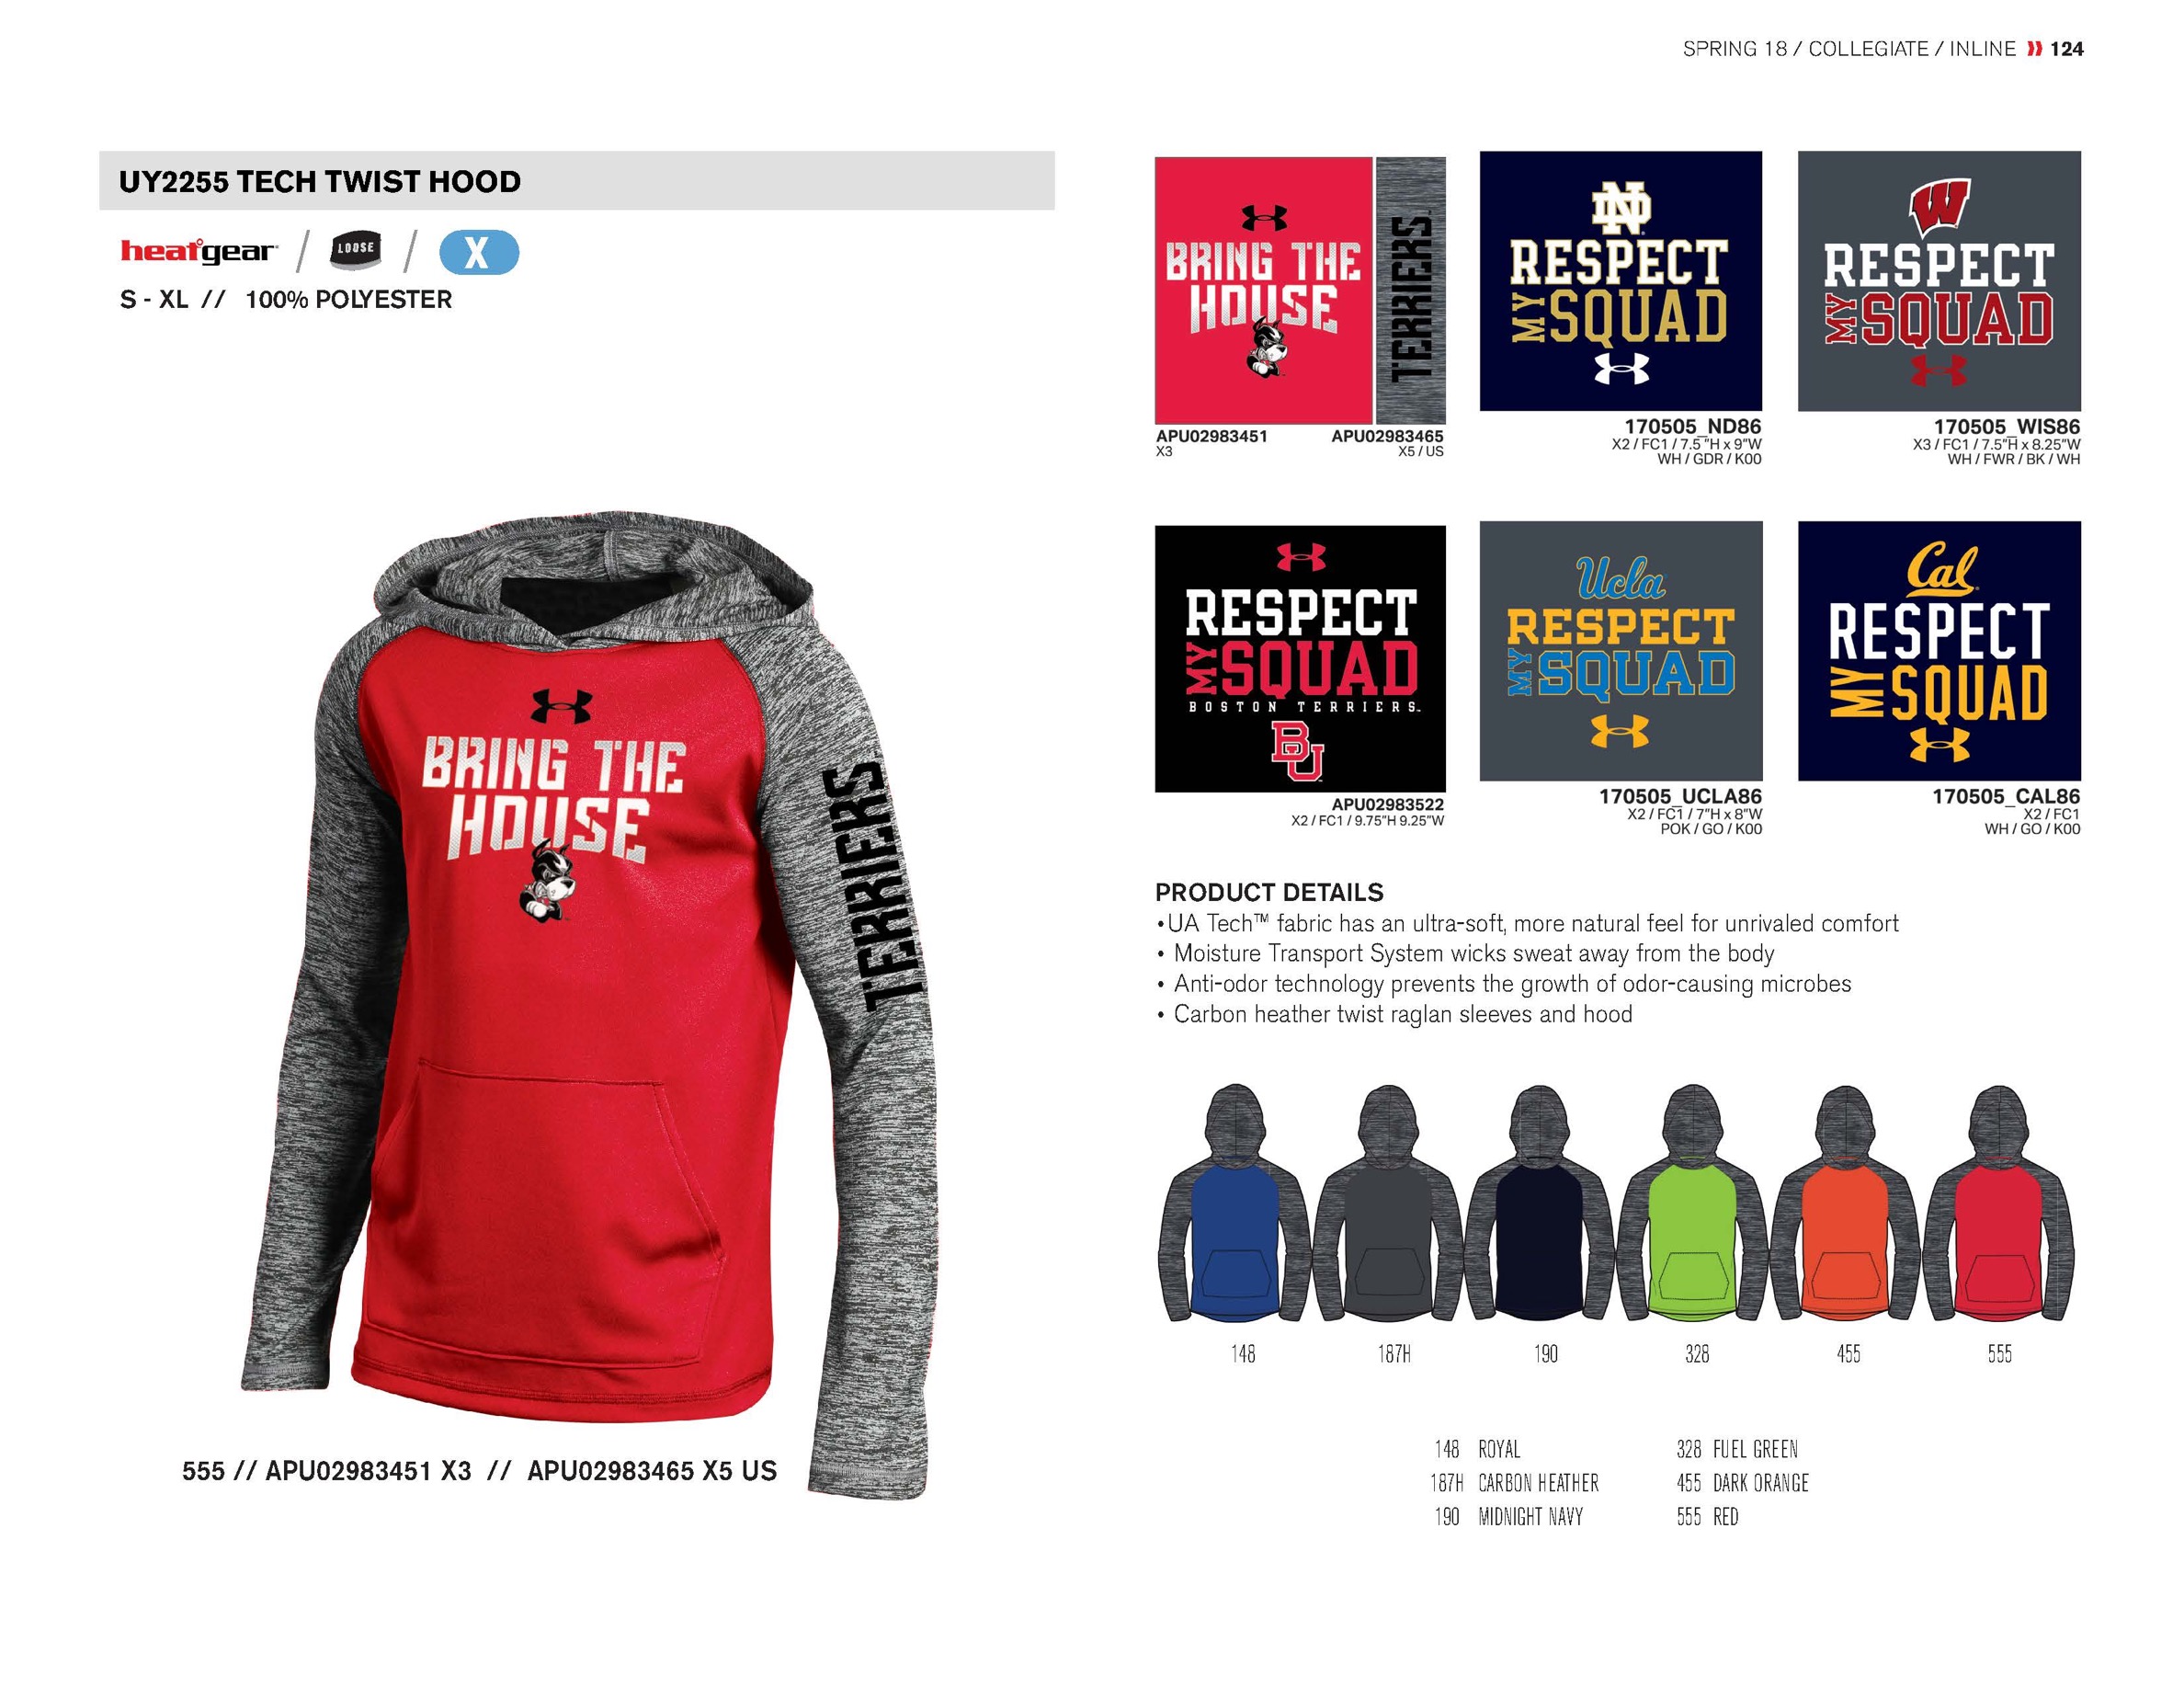 SPRING 18 / COLLEGIATE / INLINE 124
UY2255 TECH TWIST HOOD
heatgear / LOOSE / X
S - XL // 100% POLYESTER
BRING THE
HOUSE
TERRIERS
555 // APU02983451 X3 // APU02983465 X5 US
BRING THE
HOUSE
TERRIERS
APU02983451
X3
APU02983465
X5 / US
ND
RESPECT
MY SQUAD
170505_ND86
X2 / FC1 / 7.5"H x 9"W
WH / GDR / K00
W
RESPECT
MY SQUAD
170505_WIS86
X3 / FC1 / 7.5"H x 8.25"W
WH / FWR / BK / WH
RESPECT
MY SQUAD
BOSTON TERRIERS
BU
APU02983522
X2 / FC1 / 9.75"H 9.25"W
Ucla
RESPECT
MY SQUAD
170505_UCLA86
X2 / FC1 / 7"H x 8"W
POK / GO / K00
Cal
RESPECT
MY SQUAD
170505_CAL86
X2 / FC1
WH / GO / K00
PRODUCT DETAILS
•UA Tech™ fabric has an ultra-soft, more natural feel for unrivaled comfort
• Moisture Transport System wicks sweat away from the body
• Anti-odor technology prevents the growth of odor-causing microbes
• Carbon heather twist raglan sleeves and hood
148 187H 190 328 455 555
148 ROYAL
187H CARBON HEATHER
190 MIDNIGHT NAVY
328 FUEL GREEN
455 DARK ORANGE
555 RED